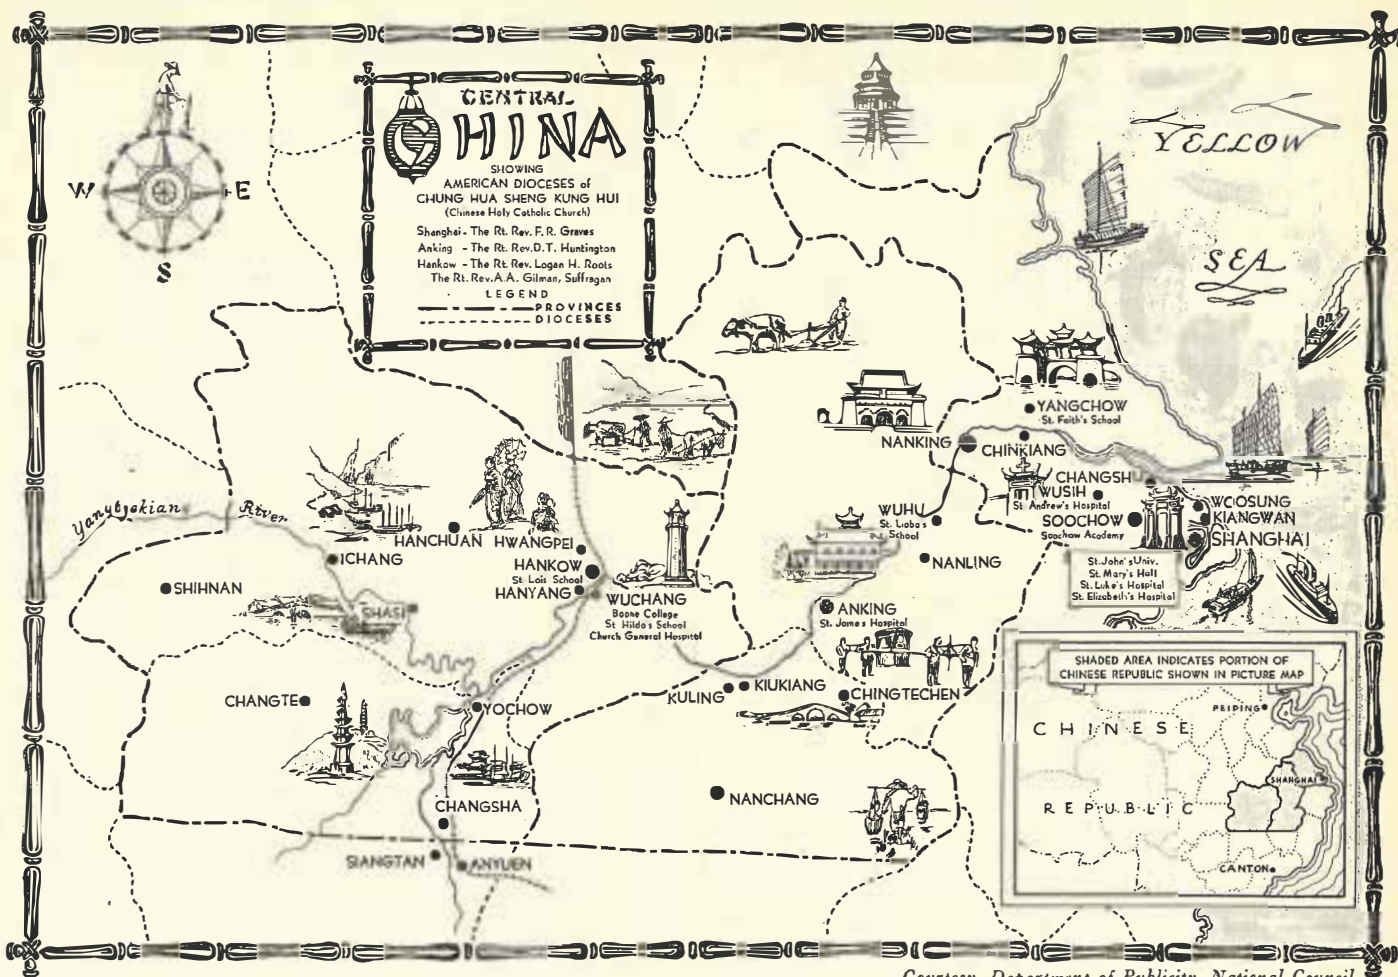 CENTRAL
CHINA
SHOWING
AMERICAN DIOCESES of
CHUNG HUA SHENG KUNG HUI
(Chinese Holy Catholic Church)
Shanghai - The Rt. Rev. F. R. Graves
Anking - The Rt. Rev. D.T. Huntington
Hankow - The Rt. Rev. Logan H. Roots
The Rt. Rev. A.A. Gilman, Suffragan
LEGEND
PROVINCES
DIOCESES
W
E
S
YELLOW
SEA
YANGCHOW
St. Faith's School
NANKING
CHINKIANG
CHANGSH
WUSIH
St. Andrew's Hospital
SOOCHOW
Soochow Academy
WOOSUNG
KIANGWAN
SHANGHAI
St. John's Univ.
St. Mary's Hall
St. Luke's Hospital
St. Elizabeth's Hospital
WUHU
St. Lioba's
School
NANLING
ANKING
St. James Hospital
Yangtzekian River
HANCHUAN
HWANGPEI
ICHANG
HANKOW
St. Lois School
HANYANG
WUCHANG
Boone College
St Hilda's School
Church General Hospital
SHIHNAN
SHASI
CHANGTE
YOCHOW
KULING
KIUKIANG
CHINGTECHEN
CHANGSHA
NANCHANG
SIANGTAN
ANYUEN
SHADED AREA INDICATES PORTION OF
CHINESE REPUBLIC SHOWN IN PICTURE MAP
PEIPING
CHINESE
SHANGHAI
REPUBLIC
CANTON
Courtesy, Department of Publicity, National Council